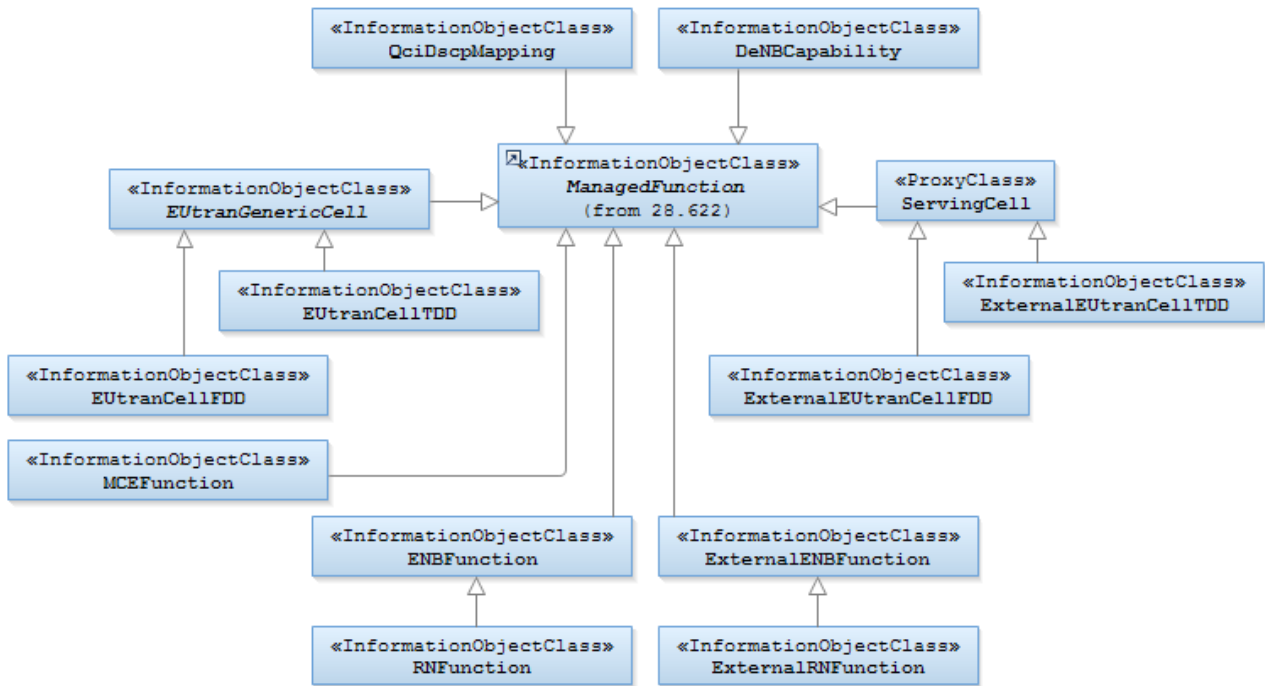 «InformationObjectClass»
QciDscpMapping
«InformationObjectClass»
DeNBCapability
«InformationObjectClass»
ManagedFunction
(from 28.622)
«InformationObjectClass»
EUtranGenericCell
«ProxyClass»
ServingCell
«InformationObjectClass»
EUtranCellTDD
«InformationObjectClass»
ExternalEUtranCellTDD
«InformationObjectClass»
EUtranCellFDD
«InformationObjectClass»
ExternalEUtranCellFDD
«InformationObjectClass»
MCEFunction
«InformationObjectClass»
ENBFunction
«InformationObjectClass»
ExternalENBFunction
«InformationObjectClass»
RNFunction
«InformationObjectClass»
ExternalRNFunction